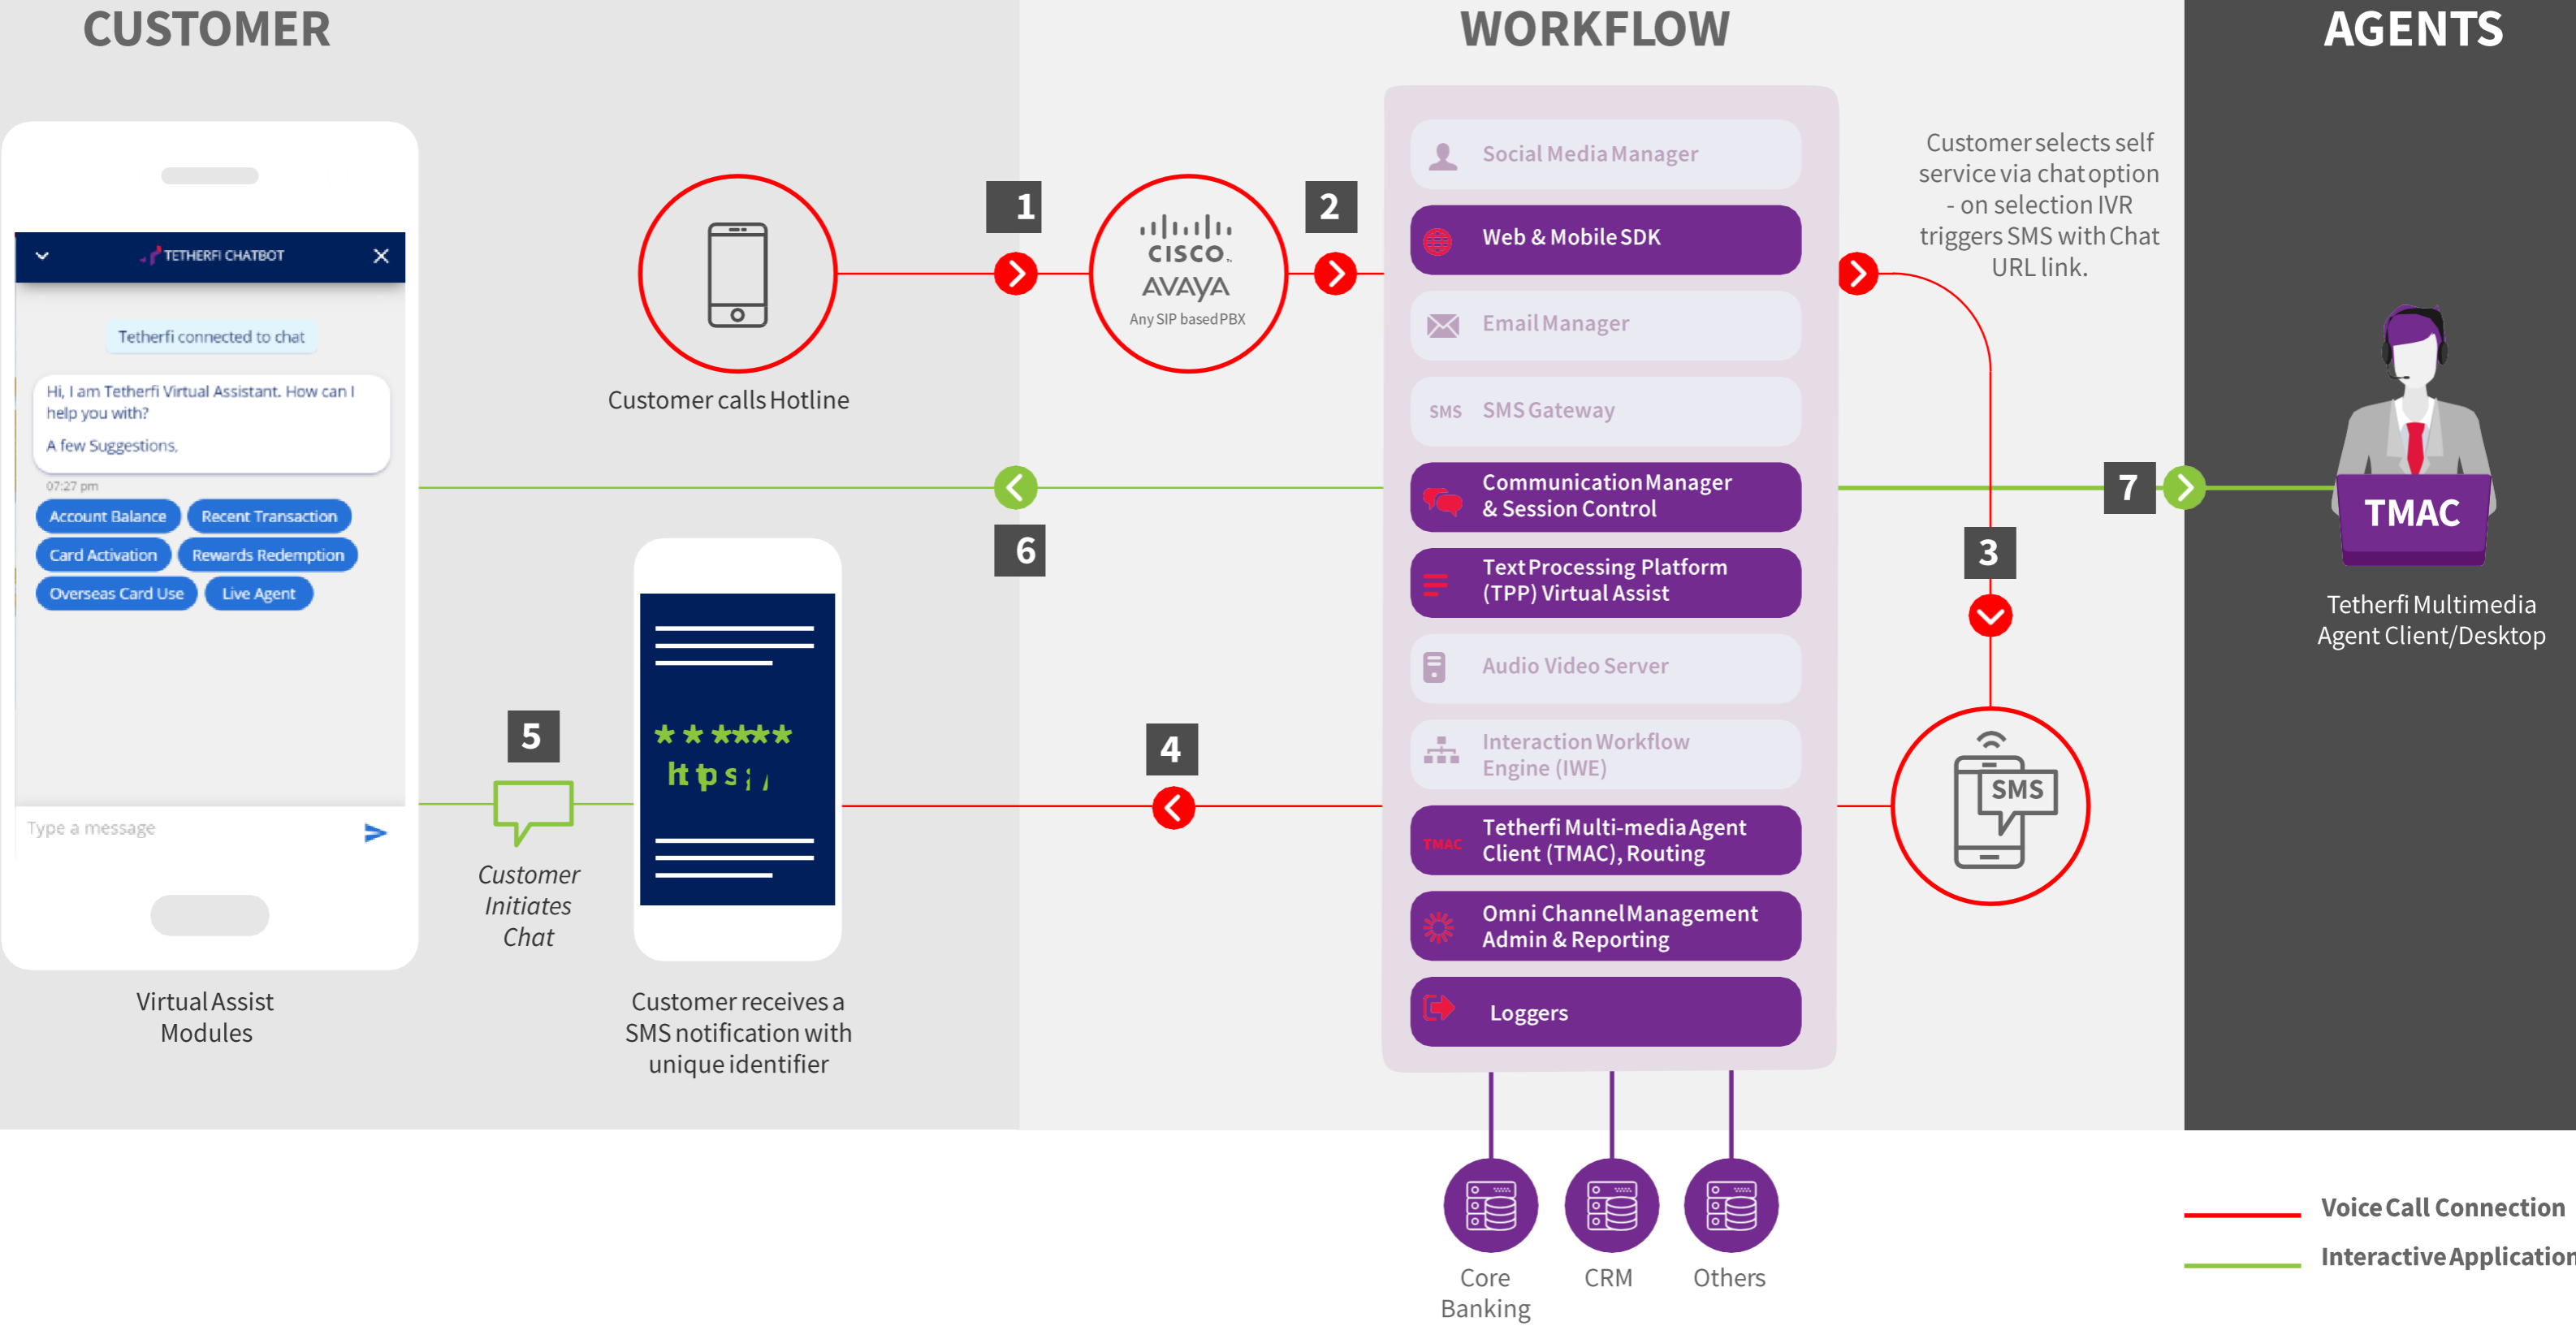 CUSTOMER
WORKFLOW
AGENTS
TETHERFI CHATBOT
Tetherfi connected to chat
Hi, I am Tetherfi Virtual Assistant. How can I
help you with?
A few Suggestions,
07:27 pm
Account Balance
Recent Transaction
Card Activation
Rewards Redemption
Overseas Card Use
Live Agent
Type a message
Virtual Assist
Modules
Customer calls Hotline
1
CISCO
AVAYA
Any SIP based PBX
2
Social Media Manager
Web & Mobile SDK
Email Manager
SMS
SMS Gateway
Communication Manager
& Session Control
Text Processing Platform
(TPP) Virtual Assist
Audio Video Server
Interaction Workflow
Engine (IWE)
TMAC
Tetherfi Multi-media Agent
Client (TMAC), Routing
Omni Channel Management
Admin & Reporting
Loggers
Customer selects self
service via chat option
- on selection IVR
triggers SMS with Chat
URL link.
3
SMS
4
********
https:/
Customer receives a
SMS notification with
unique identifier
5
Customer
Initiates
Chat
6
7
TMAC
Tetherfi Multimedia
Agent Client/Desktop
Core
Banking
CRM
Others
Voice Call Connection
Interactive Application